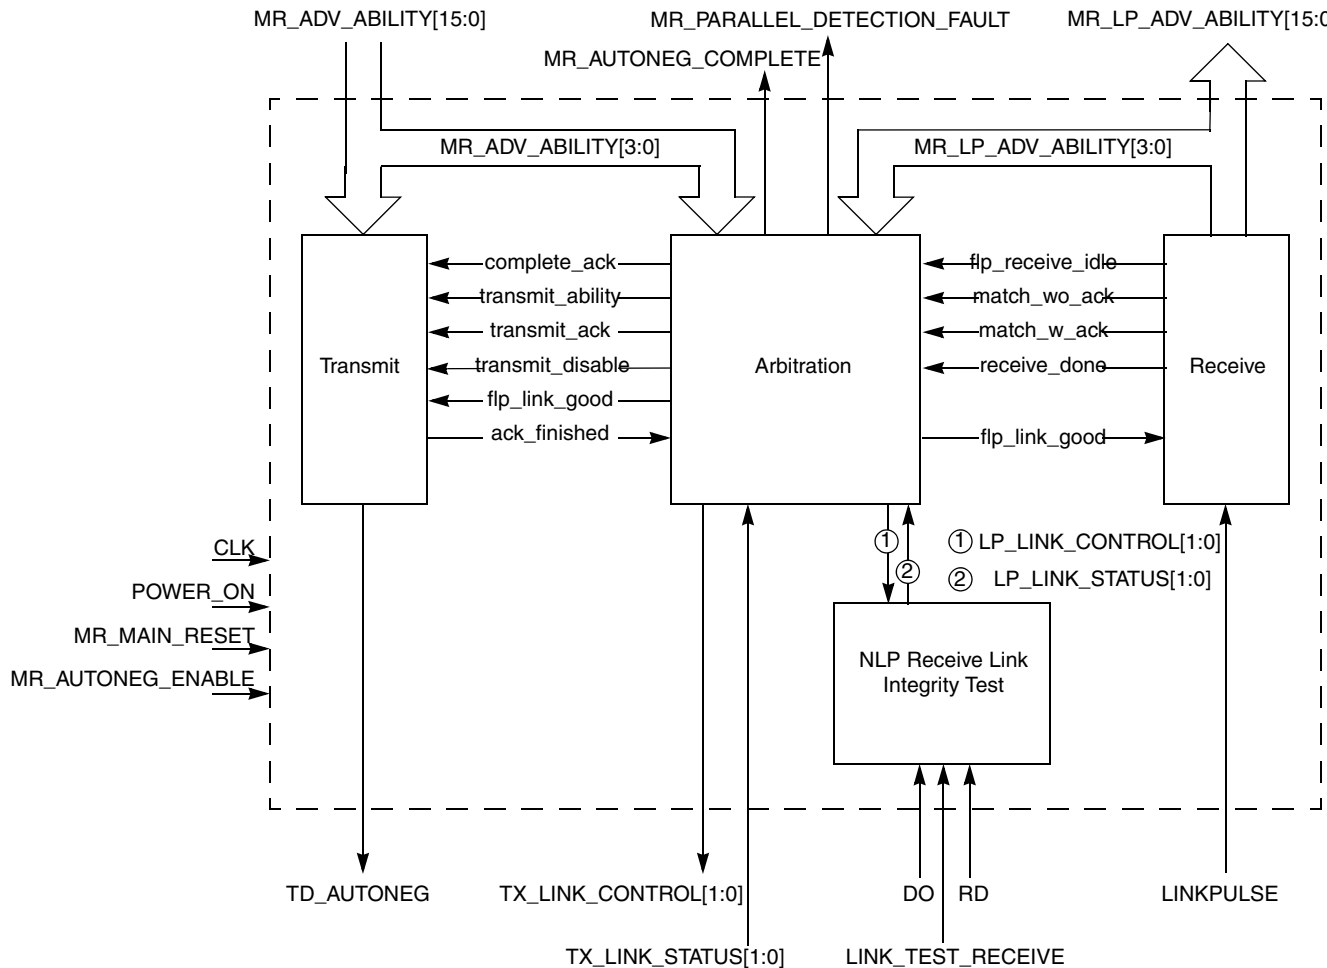 MR_ADV_ABILITY[15:0]
MR_PARALLEL_DETECTION_FAULT
MR_LP_ADV_ABILITY[15:0
MR_AUTONEG_COMPLETE
MR_ADV_ABILITY[3:0]
MR_LP_ADV_ABILITY[3:0]
complete_ack
transmit_ability
transmit_ack
transmit_disable
flp_link_good
ack_finished
Transmit
Arbitration
flp_receive_idle
match_wo_ack
match_w_ack
receive_done
flp_link_good
Receive
1
2
1 LP_LINK_CONTROL[1:0]
2 LP_LINK_STATUS[1:0]
CLK
POWER_ON
MR_MAIN_RESET
MR_AUTONEG_ENABLE
NLP Receive Link
Integrity Test
TD_AUTONEG
TX_LINK_CONTROL[1:0]
DO
RD
LINKPULSE
TX_LINK_STATUS[1:0]
LINK_TEST_RECEIVE